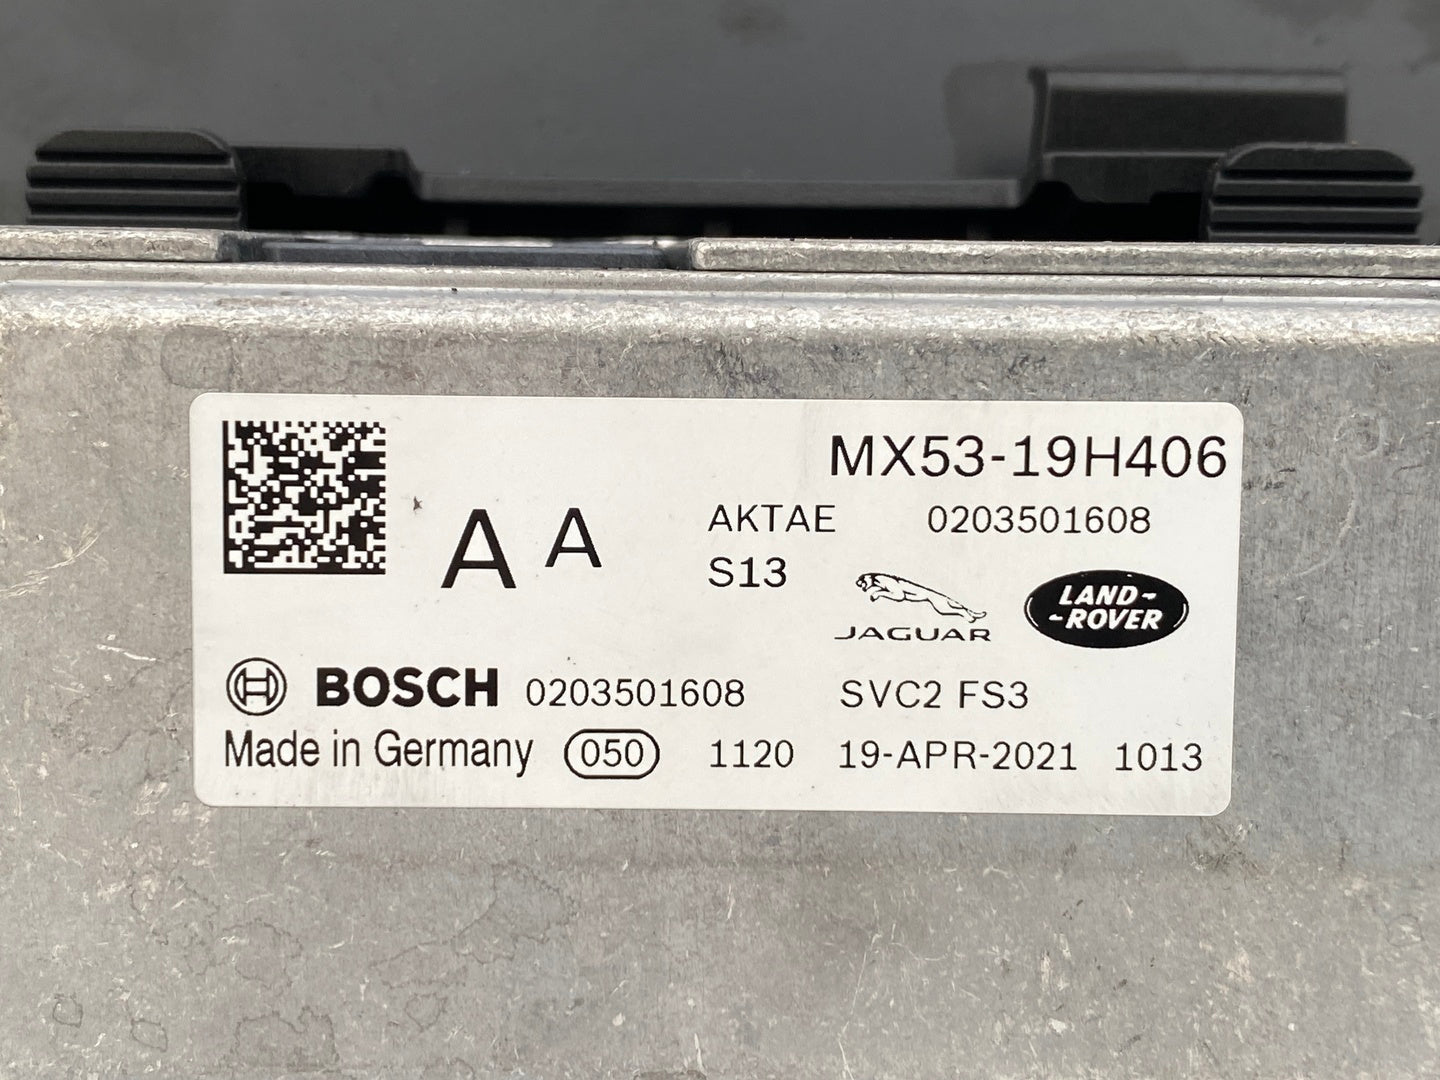 MX53-19H406
A A
AKTAE 0203501608
S13
JAGUAR
LAND-
-ROVER
BOSCH 0203501608 SVC2 FS3
Made in Germany 050 1120 19-APR-2021 1013